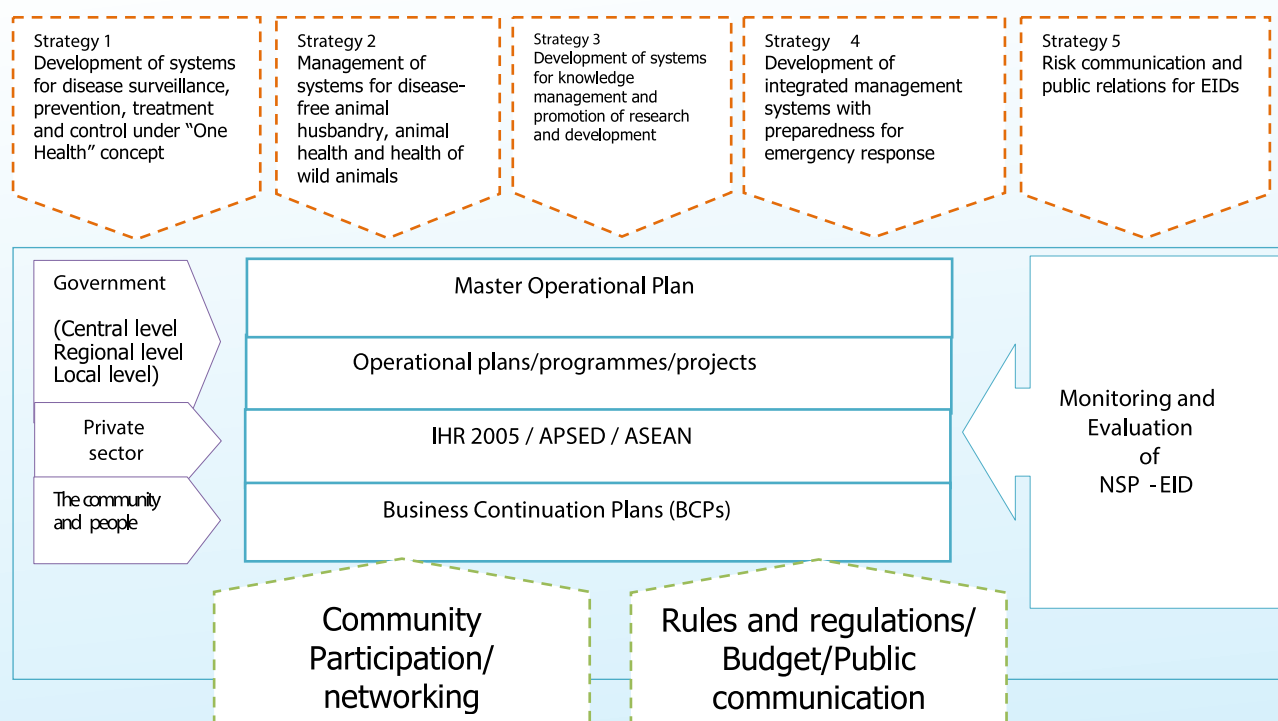 Strategy 1
Development of systems
for disease surveillance,
prevention, treatment
and control under “One
Health” concept
Strategy 2
Management of
systems for disease-
free animal
husbandry, animal
health and health of
wild animals
Strategy 3
Development of systems
for knowledge
management and
promotion of research
and development
Strategy 4
Development of
integrated management
systems with
preparedness for
emergency response
Strategy 5
Risk communication and
public relations for EIDs
Government
(Central level
Regional level
Local level)
Private
sector
The community
and people
Master Operational Plan
Operational plans/programmes/projects
IHR 2005 / APSED / ASEAN
Business Continuation Plans (BCPs)
Monitoring and
Evaluation
of
NSP -EID
Community
Participation/
networking
Rules and regulations/
Budget/Public
communication